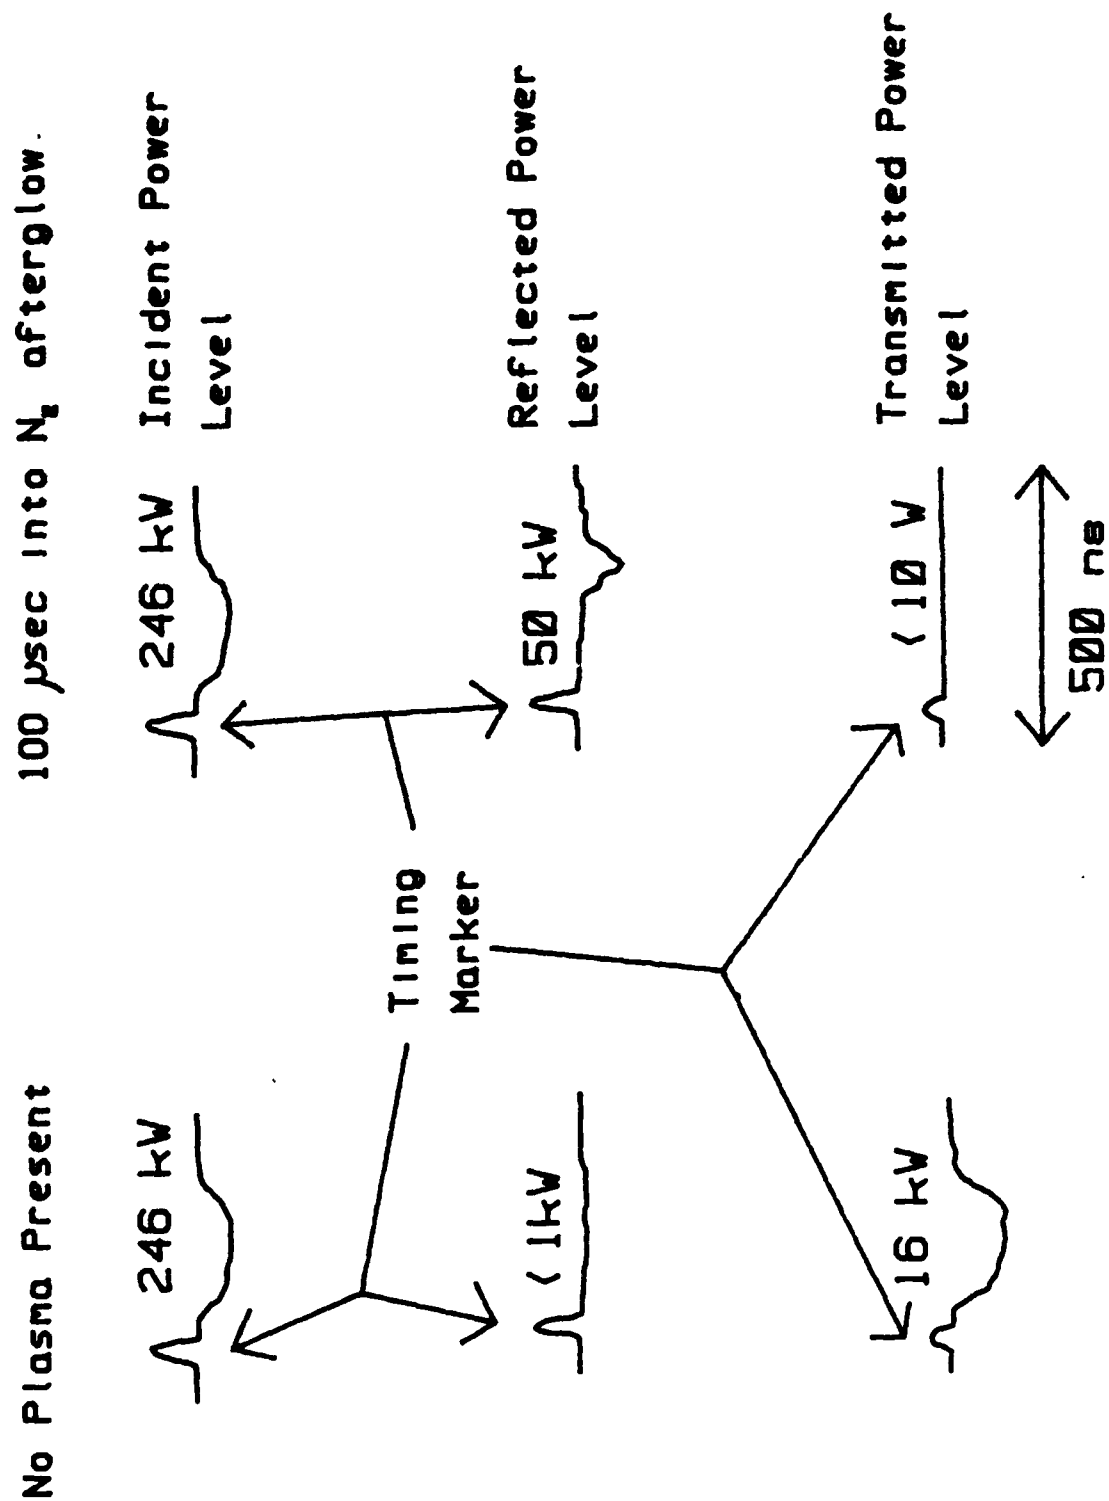 No Plasma Present
100 μsec into N₂ afterglow.
246 kW
246 kW
Incident Power
Level
Timing
Marker
<1kW
50 kW
Reflected Power
Level
16 kW
<10 W
Transmitted Power
Level
500 ns